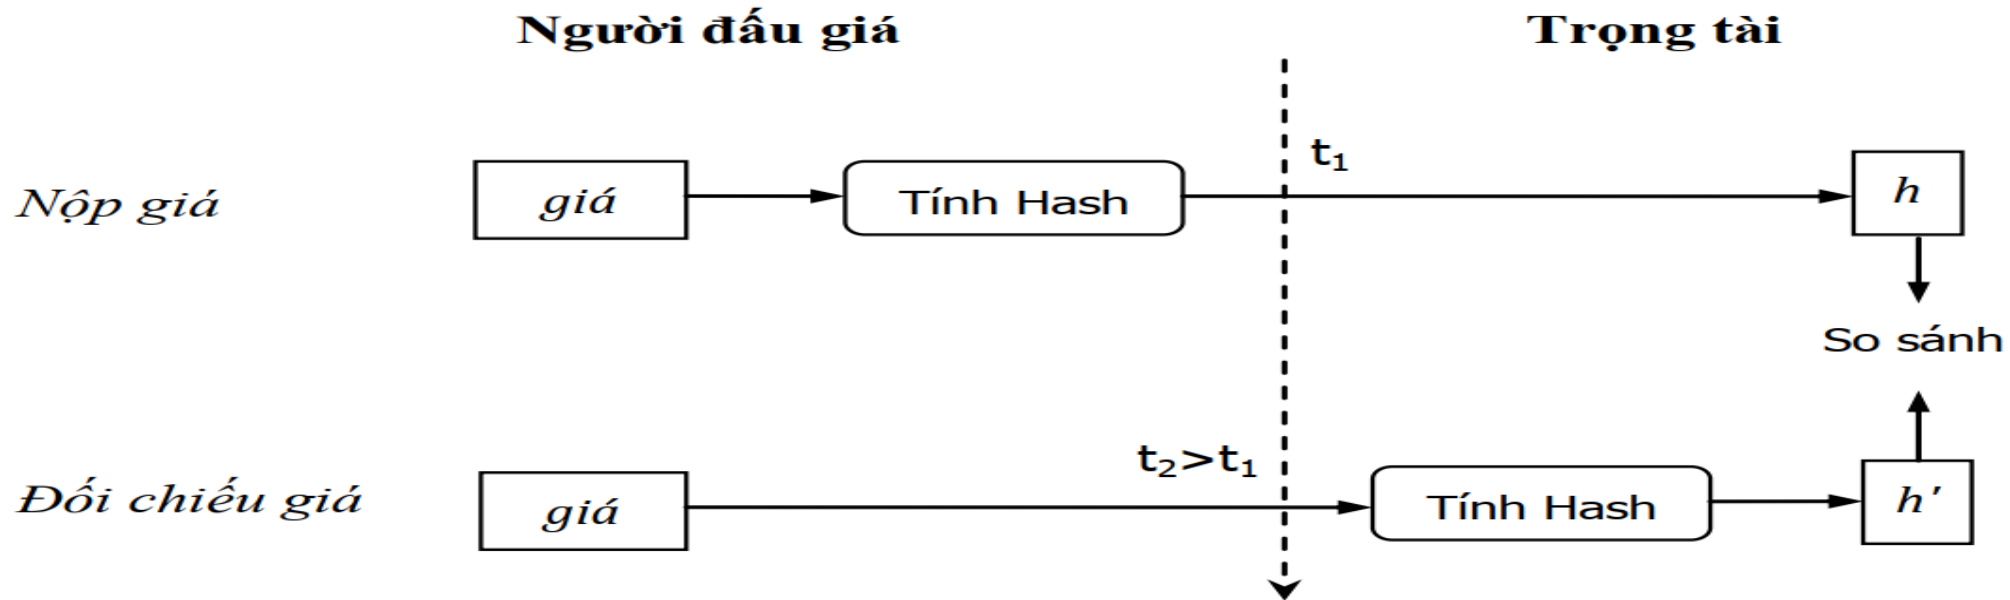 Người đấu giá
Trọng tài
Nộp giá
giá
Tính Hash
t₁
h
So sánh
Đối chiếu giá
giá
t₂>t₁
Tính Hash
h'